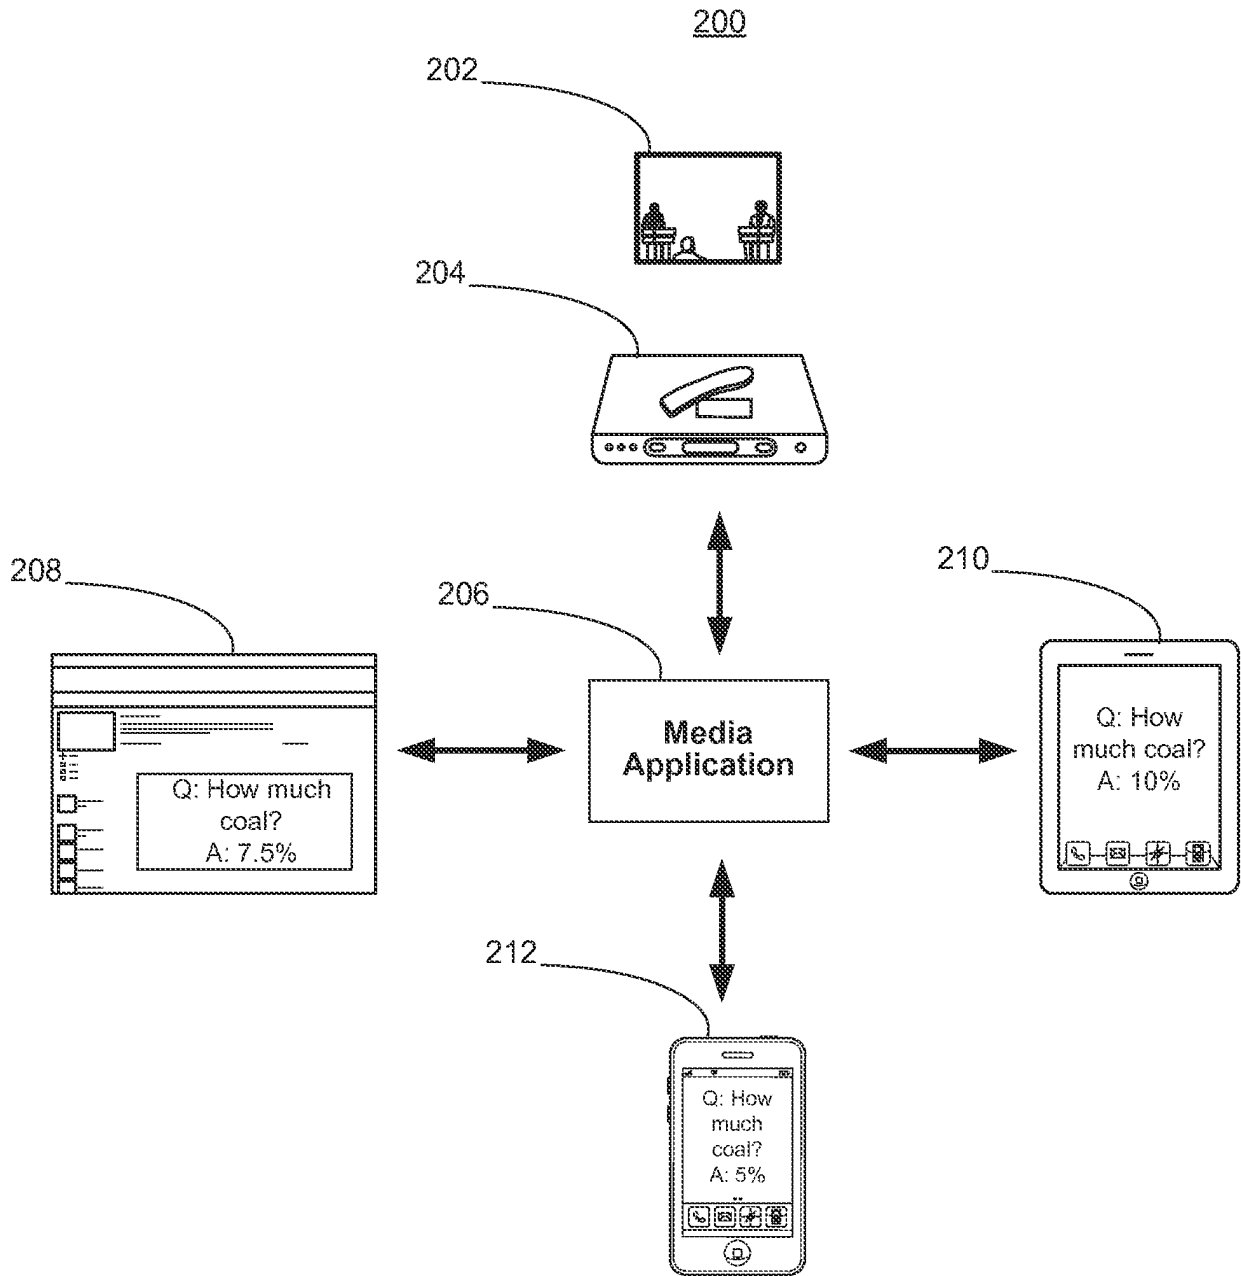 200
202
204
208
206
210
Media
Application
Q: How much
coal?
A: 7.5%
Q: How
much coal?
A: 10%
212
Q: How
much
coal?
A: 5%